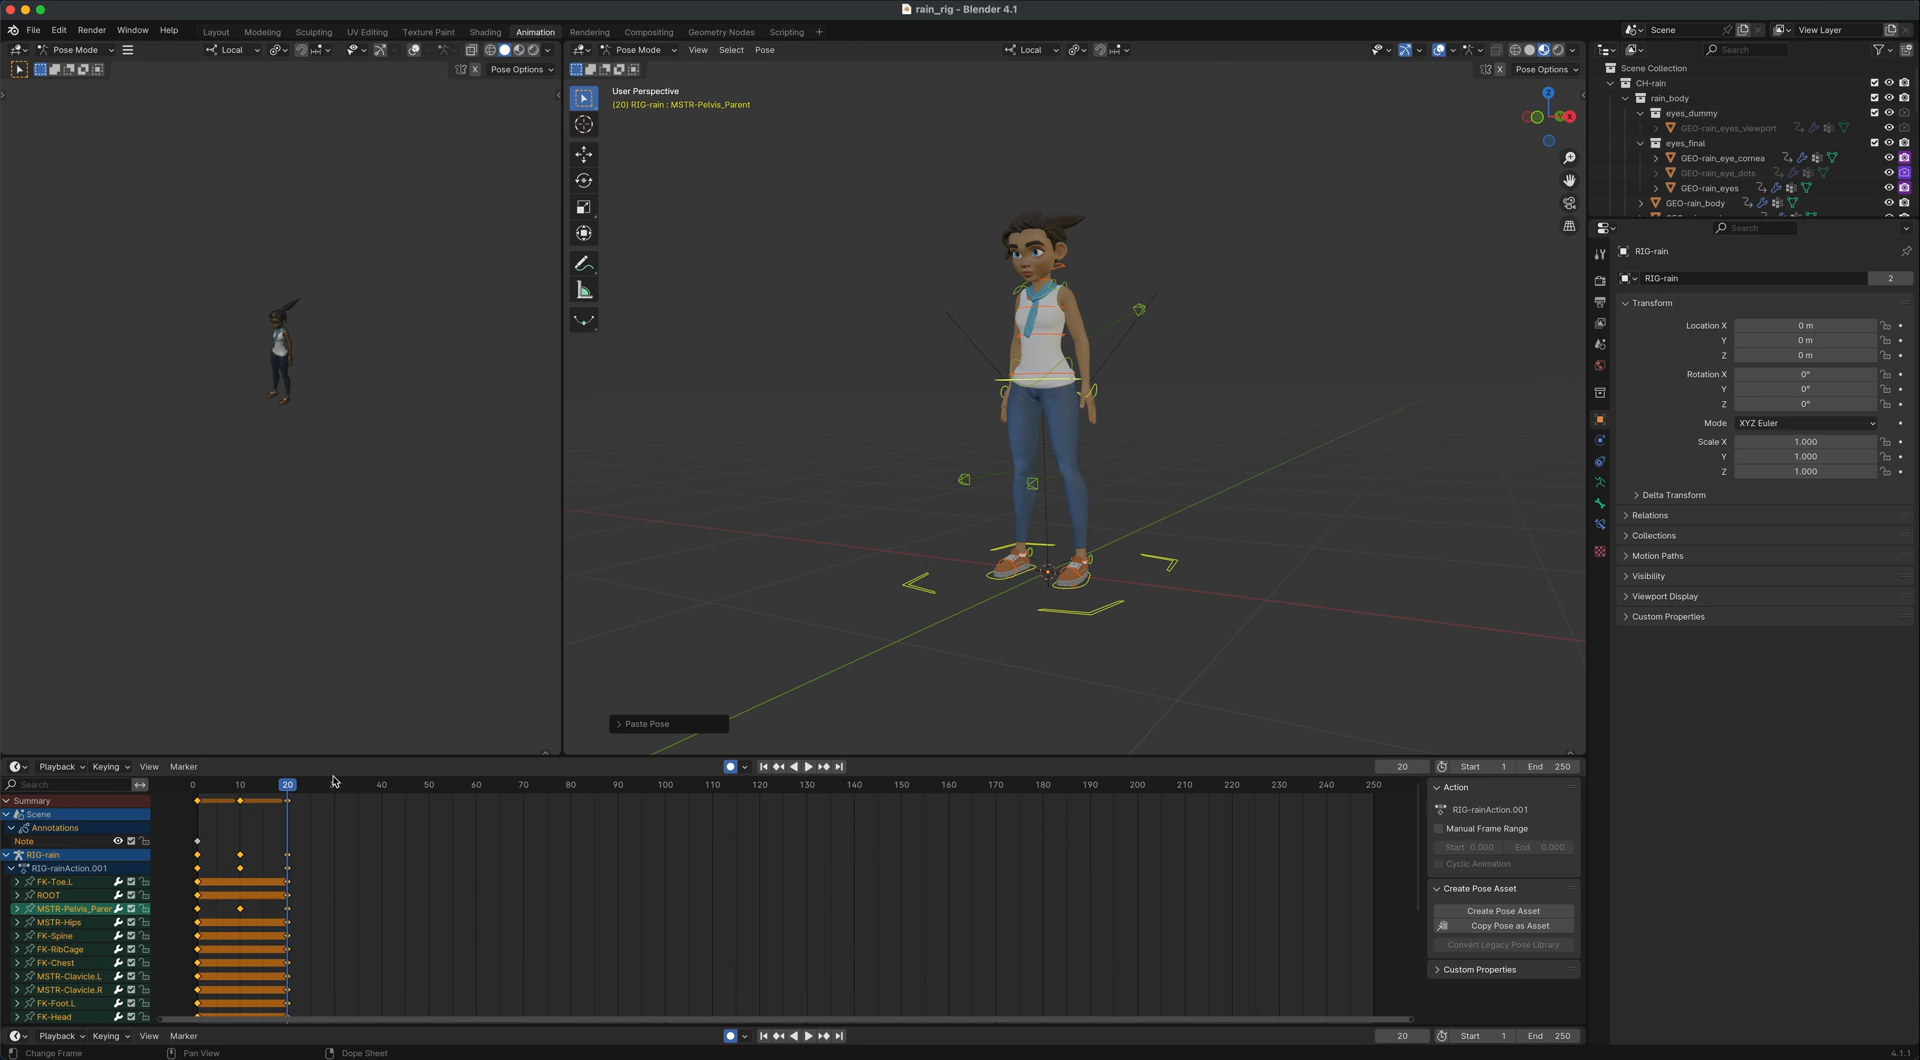 rain_rig - Blender 4.1
File Edit Render Window Help Layout Modeling Sculpting UV Editing Texture Paint Shading Animation Rendering Compositing Geometry Nodes Scripting + Scene View Layer
Pose Mode Local Pose Mode View Select Pose Local Search
X Pose Options X Pose Options
Scene Collection
CH-rain
rain_body
eyes_dummy
GEO-rain_eyes_viewport
eyes_final
GEO-rain_eye_cornea
GEO-rain_eye_dots
GEO-rain_eyes
GEO-rain_body
User Perspective
(20) RIG-rain : MSTR-Pelvis_Parent
Z
X
Search
RIG-rain
RIG-rain 2
Transform
Location X 0 m
Y 0 m
Z 0 m
Rotation X 0°
Y 0°
Z 0°
Mode XYZ Euler
Scale X 1.000
Y 1.000
Z 1.000
Delta Transform
Relations
Collections
Motion Paths
Visibility
Viewport Display
Custom Properties
Paste Pose
Playback Keying View Marker 20 Start 1 End 250
Search 0 10 20 40 50 60 70 80 90 100 110 120 130 140 150 160 170 180 190 200 210 220 230 240 250
Summary
Scene
Annotations
Note
RIG-rain
RIG-rainAction.001
FK-Toe.L
ROOT
MSTR-Pelvis_Paren
MSTR-Hips
FK-Spine
FK-RibCage
FK-Chest
MSTR-Clavicle.L
MSTR-Clavicle.R
FK-Foot.L
FK-Head
Action
RIG-rainAction.001
Manual Frame Range
Start 0.000 End 0.000
Cyclic Animation
Create Pose Asset
Create Pose Asset
Copy Pose as Asset
Convert Legacy Pose Library
Custom Properties
Playback Keying View Marker 20 Start 1 End 250
Change Frame Pan View Dope Sheet 4.1.1